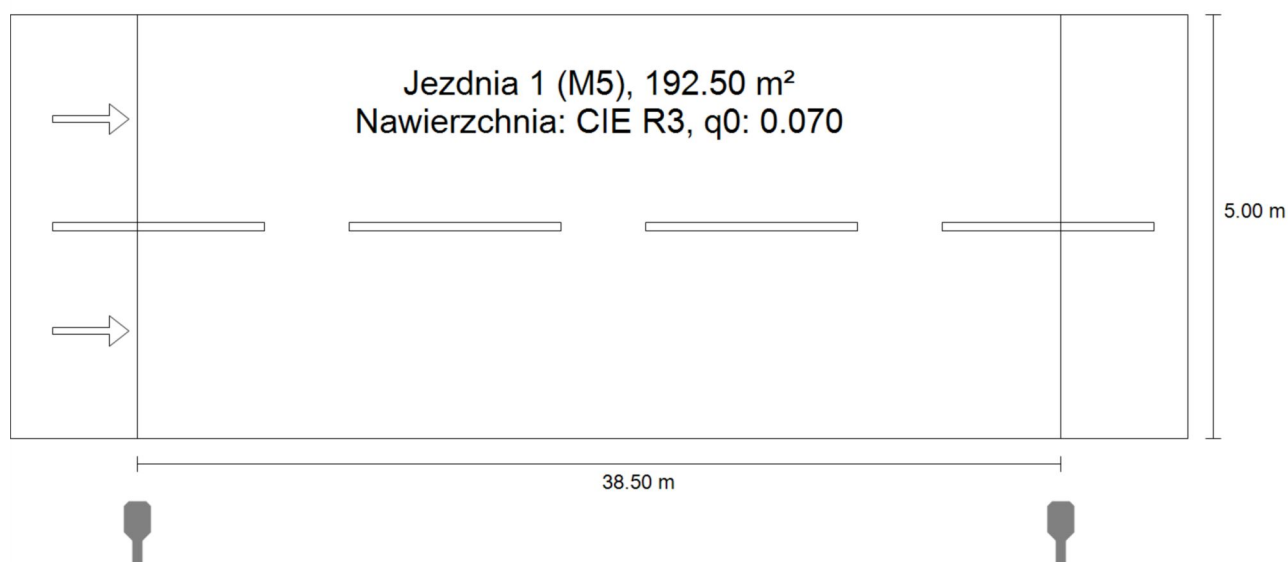 Jezdnia 1 (M5), 192.50 m²
Nawierzchnia: CIE R3, q0: 0.070
5.00 m
38.50 m